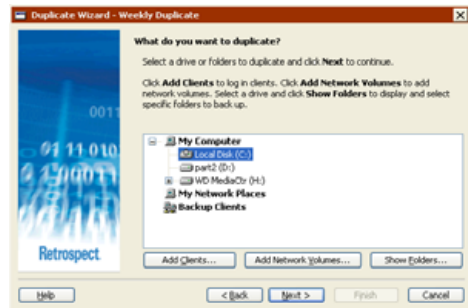 Duplicate Wizard - Weekly Duplicate
What do you want to duplicate?
Select a drive or folders to duplicate and click Next to continue.
Click Add Clients to log in clients. Click Add Network Volumes to add
network volumes. Select a drive and click Show Folders to display and select
specific folders to back up.
My Computer
Local Disk (C:)
part2 (D:)
WD MediaCtr (H:)
My Network Places
Backup Clients
Retrospect
Add Clients...
Add Network Volumes...
Show Folders...
Help
< Back
Next >
Finish
Cancel